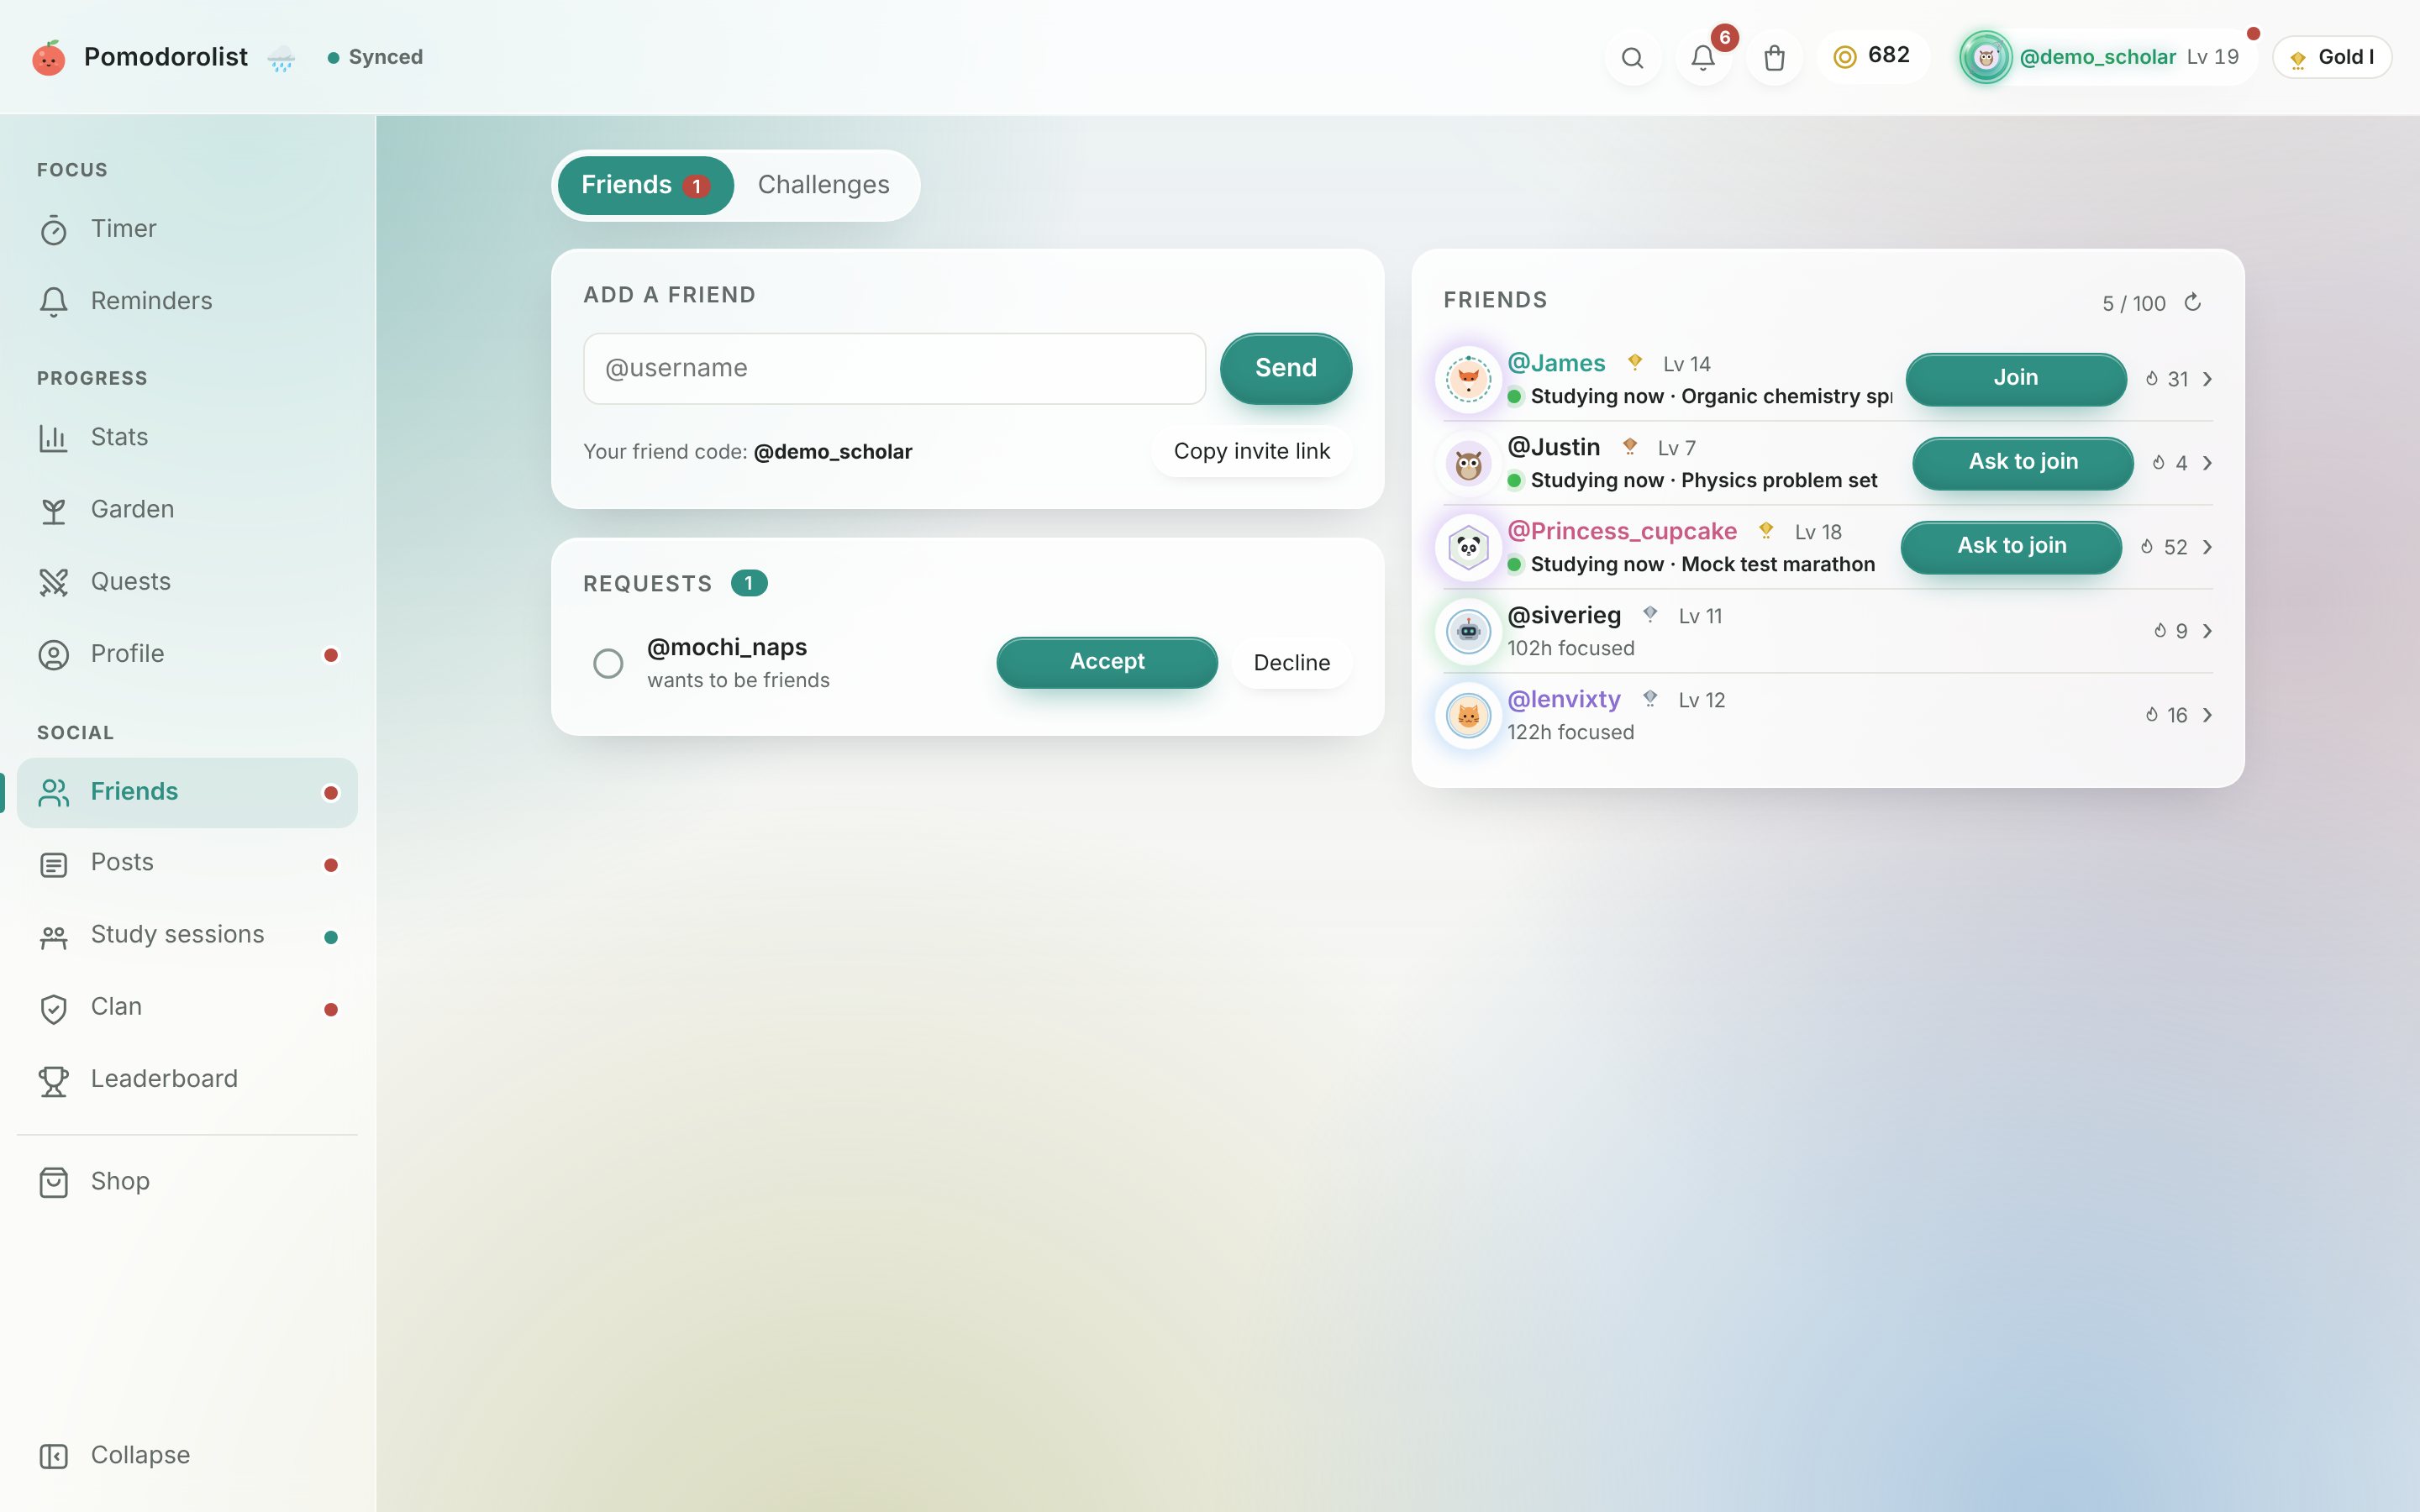 Pomodorolist
Synced
6
682
@demo_scholar Lv 19
Gold I
FOCUS
Timer
Reminders
PROGRESS
Stats
Garden
Quests
Profile
SOCIAL
Friends
Posts
Study sessions
Clan
Leaderboard
Shop
Collapse
Friends 1
Challenges
ADD A FRIEND
@username
Send
Your friend code: @demo_scholar
Copy invite link
REQUESTS 1
@mochi_naps
wants to be friends
Accept
Decline
FRIENDS
5 / 100
@James Lv 14
Studying now · Organic chemistry
Join
31
@Justin Lv 7
Studying now · Physics problem set
Ask to join
4
@Princess_cupcake Lv 18
Studying now · Mock test marathon
Ask to join
52
@siverieg Lv 11
102h focused
9
@lenvixty Lv 12
122h focused
16